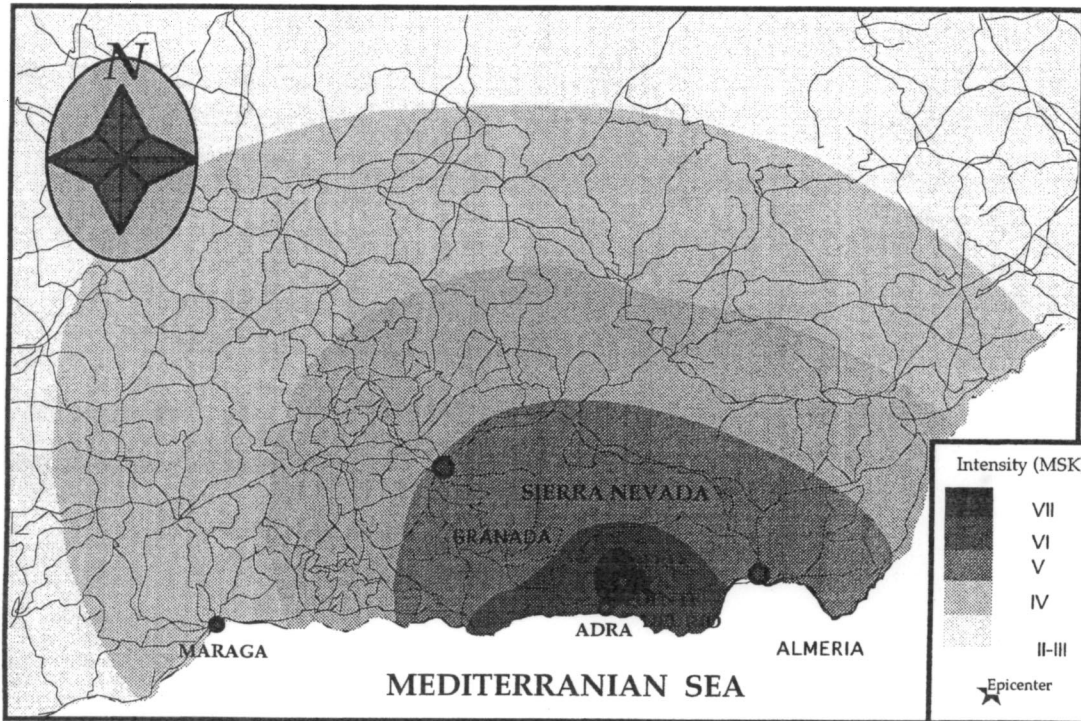 N
SIERRA NEVADA
GRANADA
ADRA
MARAGA
ALMERIA
MEDITERRANIAN SEA
Intensity (MSK
VII
VI
V
IV
II-III
Epicenter